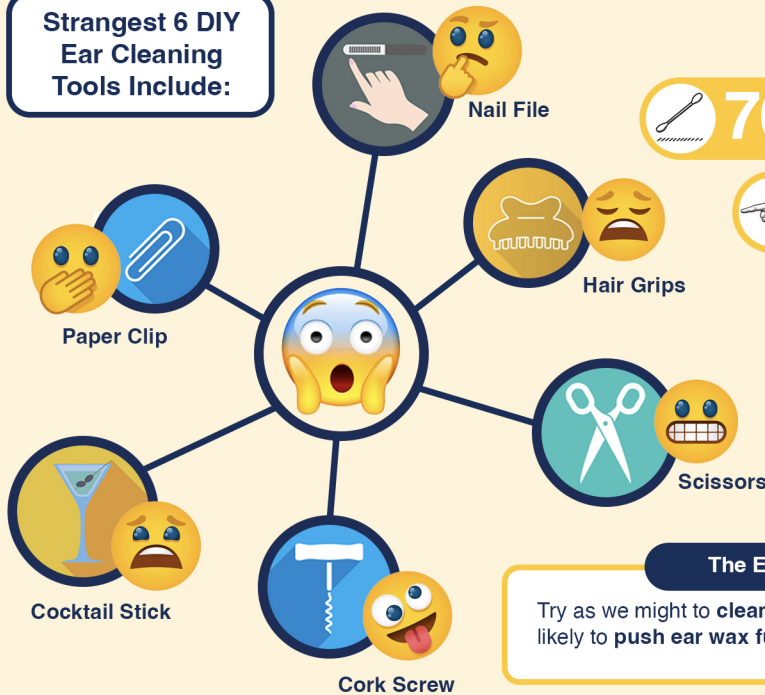 Strangest 6 DIY
Ear Cleaning
Tools Include:
Nail File
Hair Grips
Paper Clip
Scissors
Cocktail Stick
Cork Screw
The
Try as we might to clean
likely to push ear wax